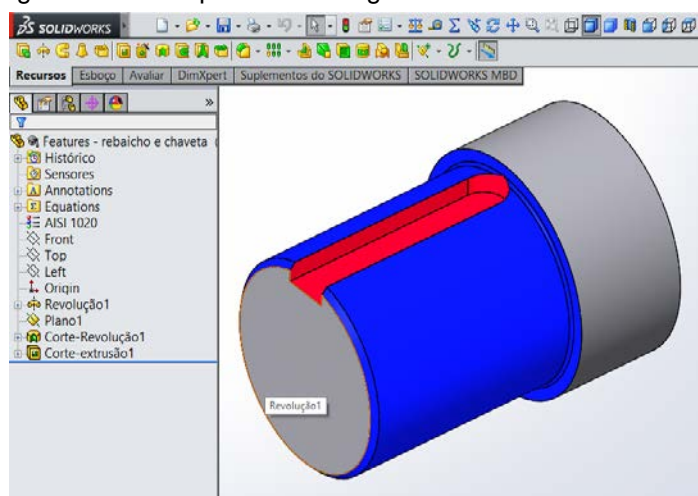 SOLIDWORKS
Recursos Esboço Avaliar DimXpert Suplementos do SOLIDWORKS SOLIDWORKS MBD
»
Features - rebaicho e chaveta (
Histórico
Sensores
Annotations
Equations
AISI 1020
Front
Top
Left
Origin
Revolução1
Plano1
Corte-Revolução1
Corte-extrusão1
Revolução1